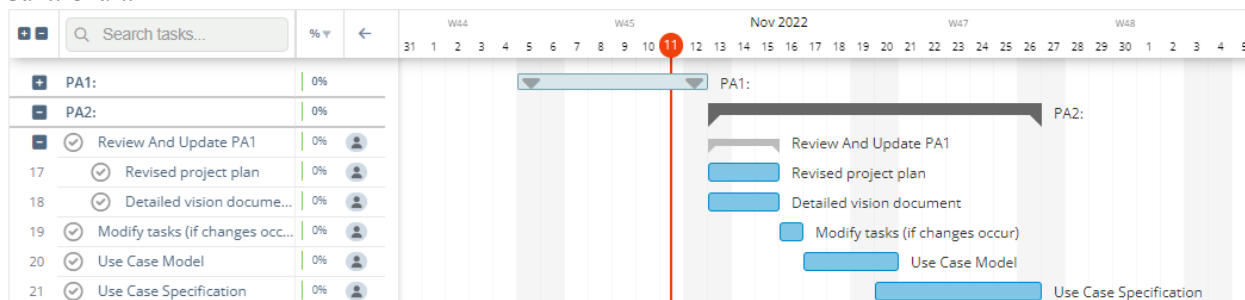 W44 W45 Nov 2022 W47 W48
Search tasks... %
31 1 2 3 4 5 6 7 8 9 10 11 12 13 14 15 16 17 18 19 20 21 22 23 24 25 26 27 28 29 30 1 2 3 4 5
PA1: 0% PA1:
PA2: 0% PA2:
Review And Update PA1 0% Review And Update PA1
17 Revised project plan 0% Revised project plan
18 Detailed vision docume... 0% Detailed vision document
19 Modify tasks (if changes occ... 0% Modify tasks (if changes occur)
20 Use Case Model 0% Use Case Model
21 Use Case Specification 0% Use Case Specification